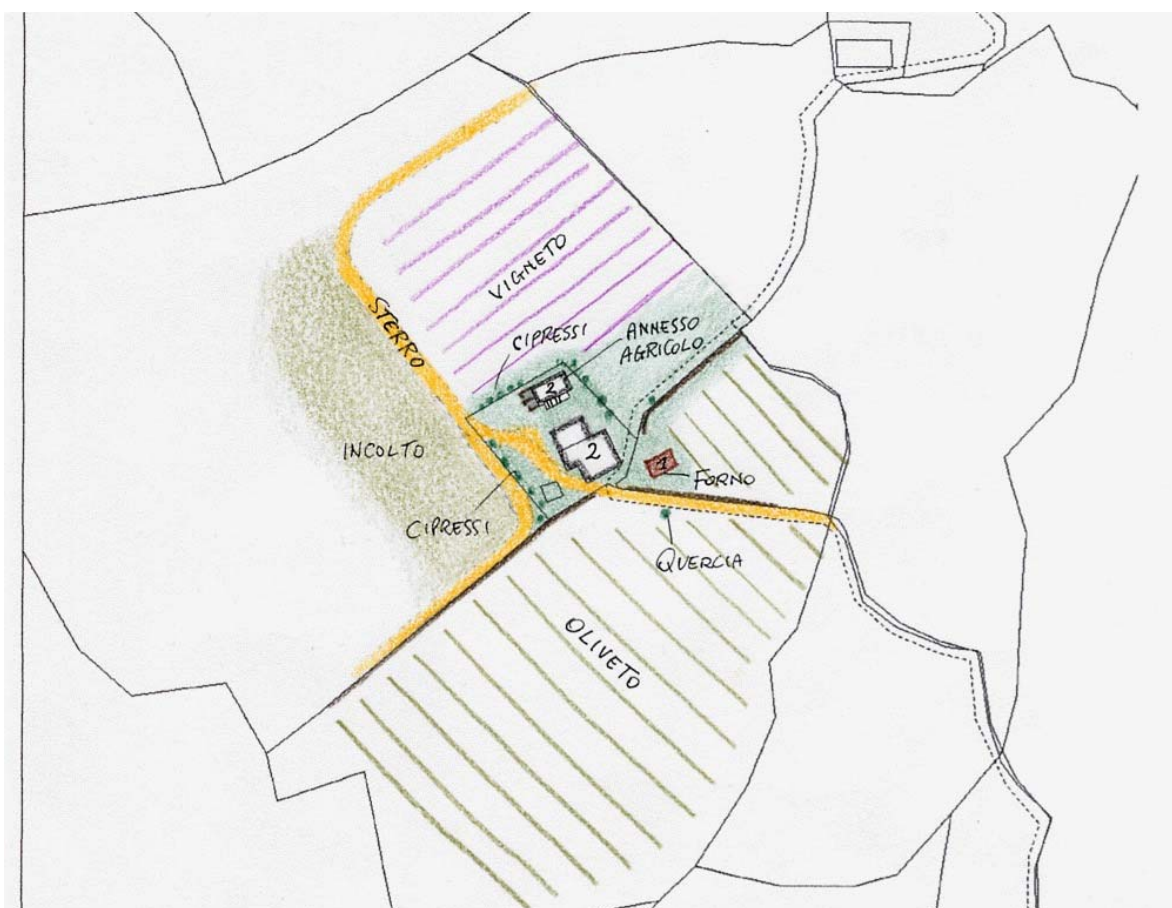 VIGNETO
STERRO
CIPRESSI
ANNESSO
AGRICOLO
2
INCOLTO
2
1
FORNO
CIPRESSI
QUERCIA
OLIVETO